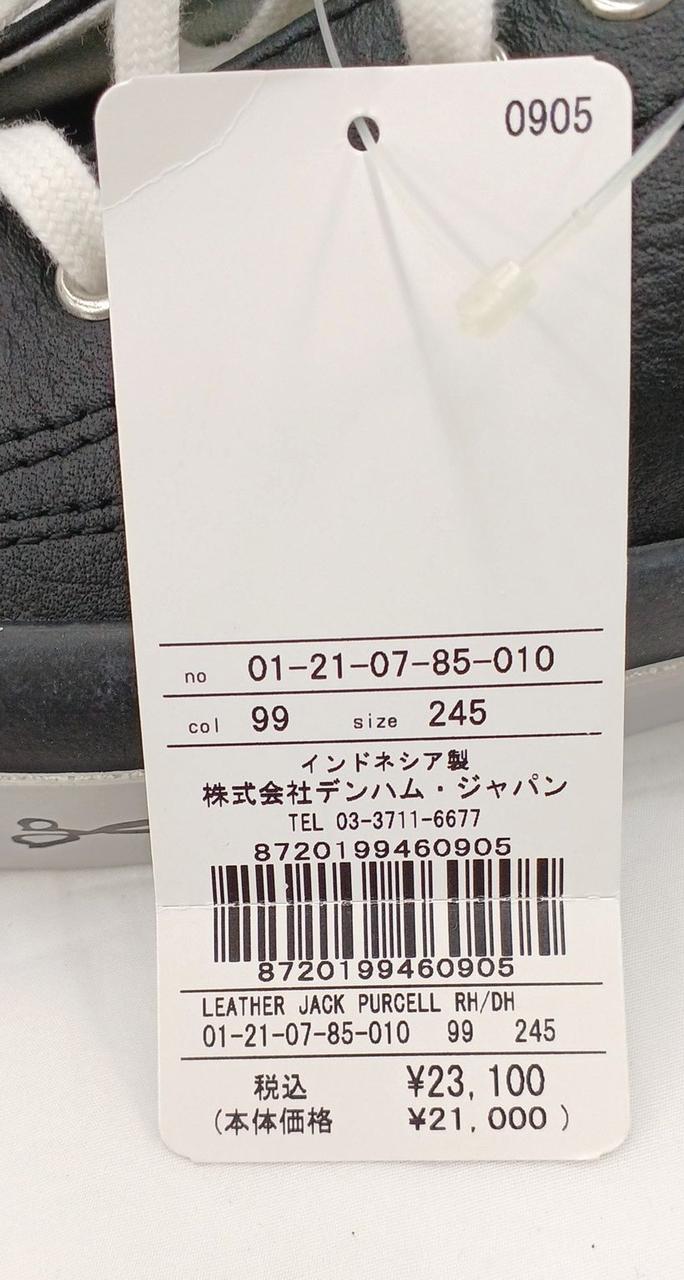 0905
no 01-21-07-85-010
col 99 size 245
インドネシア製
株式会社デンハム・ジャパン
TEL 03-3711-6677
8720199460905
8720199460905
LEATHER JACK PURCELL RH/DH
01-21-07-85-010 99 245
税込 ¥23,100
(本体価格 ¥21,000 )